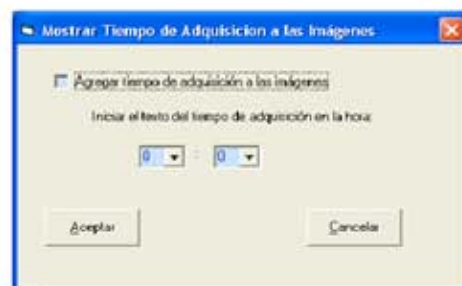 Mostrar Tiempo de Adquisicion a las Imágenes
Agregar tiempo de adquisición a las imágenes
Iniciar el texto del tiempo de adquisición en la hora:
0 : 0
Aceptar Cancelar